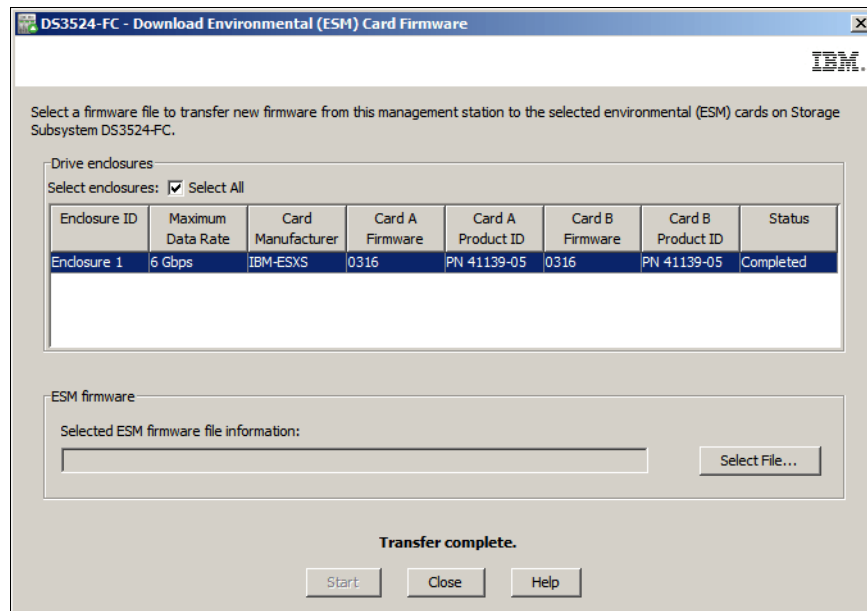 DS3524-FC - Download Environmental (ESM) Card Firmware
IBM.
Select a firmware file to transfer new firmware from this management station to the selected environmental (ESM) cards on Storage
Subsystem DS3524-FC.
Drive enclosures
Select enclosures: Select All
Enclosure ID Maximum Data Rate Card Manufacturer Card A Firmware Card A Product ID Card B Firmware Card B Product ID Status
Enclosure 1 6 Gbps IBM-ESXS 0316 PN 41139-05 0316 PN 41139-05 Completed
ESM firmware
Selected ESM firmware file information:
Select File...
Transfer complete.
Start Close Help